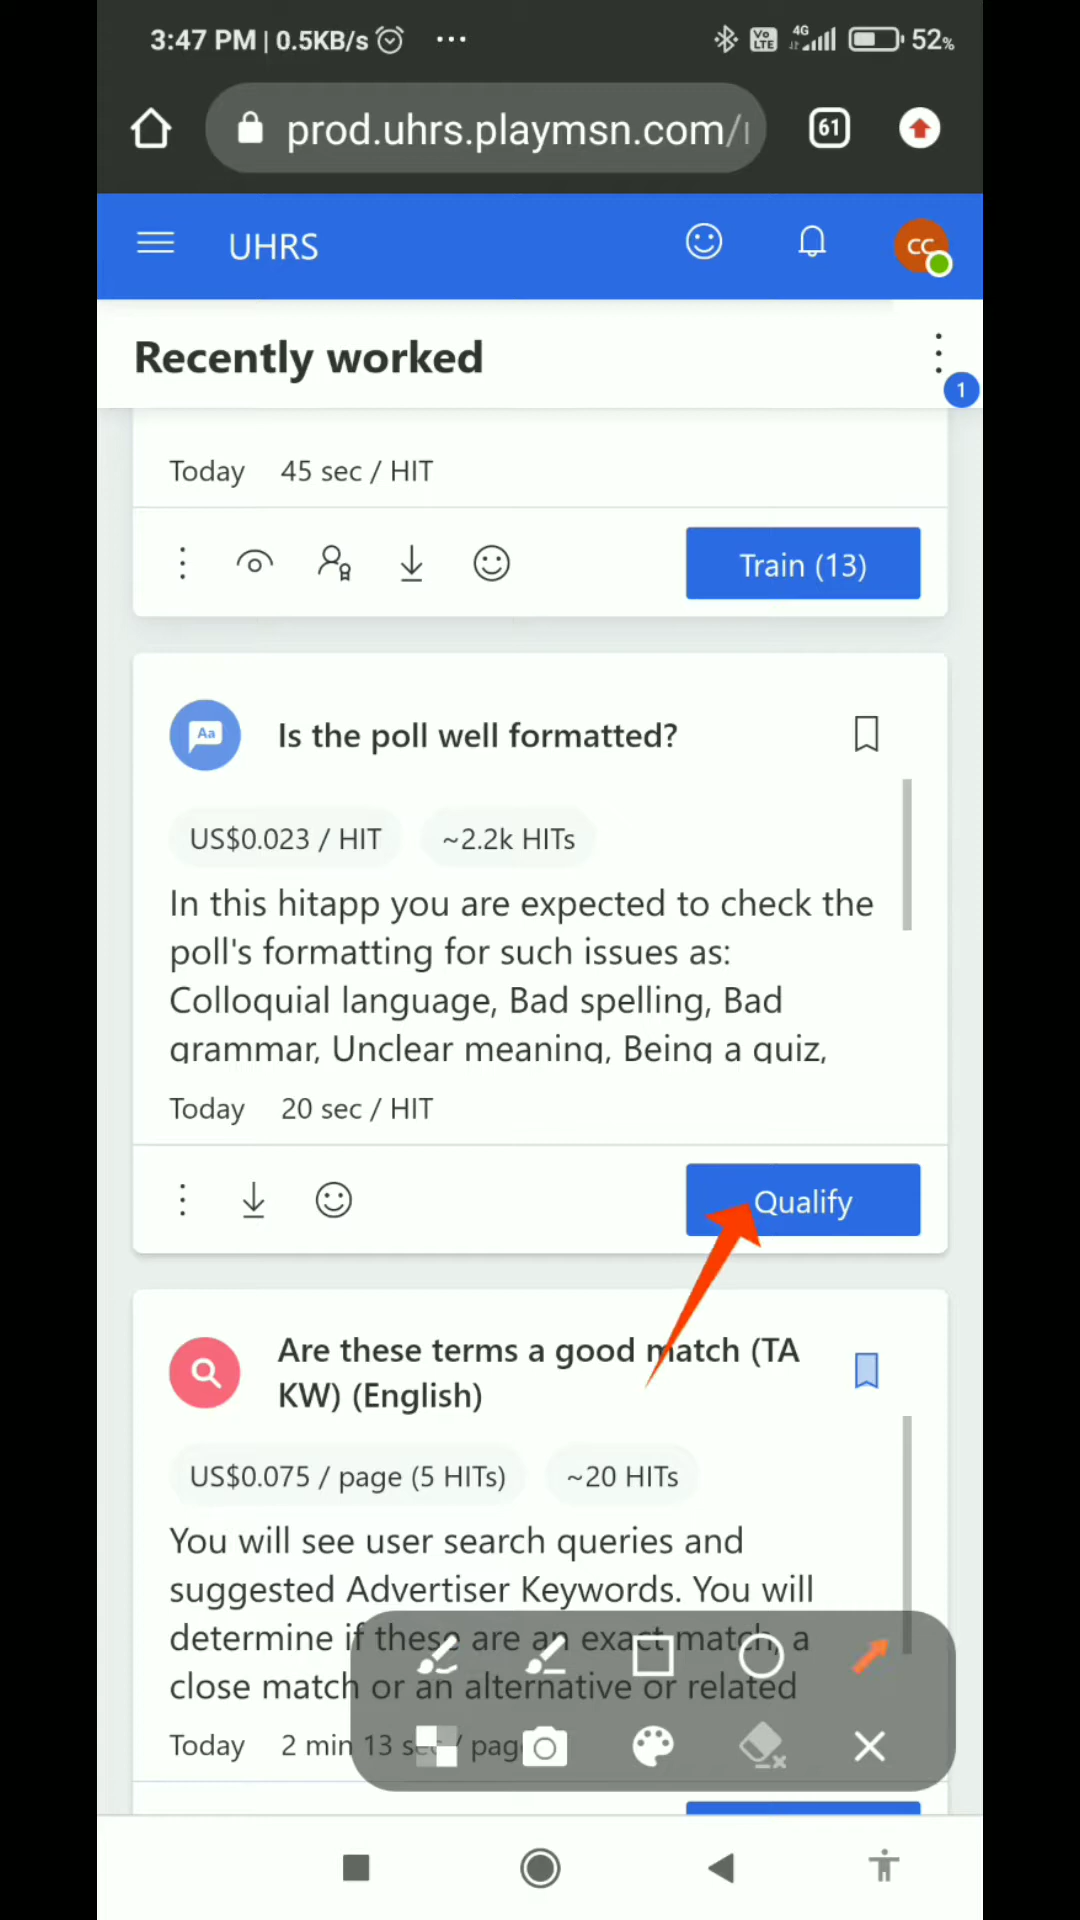 3:47 PM | 0.5KB/s ...
Vo LTE 4G 52%
prod.uhrs.playmsn.com/
61
UHRS
CC
Recently worked
1
Today 45 sec / HIT
Train (13)
Aa
Is the poll well formatted?
US$0.023 / HIT ~2.2k HITs
In this hitapp you are expected to check the
poll's formatting for such issues as:
Colloquial language, Bad spelling, Bad
grammar, Unclear meaning, Being a quiz,
Today 20 sec / HIT
Qualify
Are these terms a good match (TA
KW) (English)
US$0.075 / page (5 HITs) ~20 HITs
You will see user search queries and
suggested Advertiser Keywords. You will
determine if these are an exact match, a
close match or an alternative or related
Today 2 min 13 sec / page